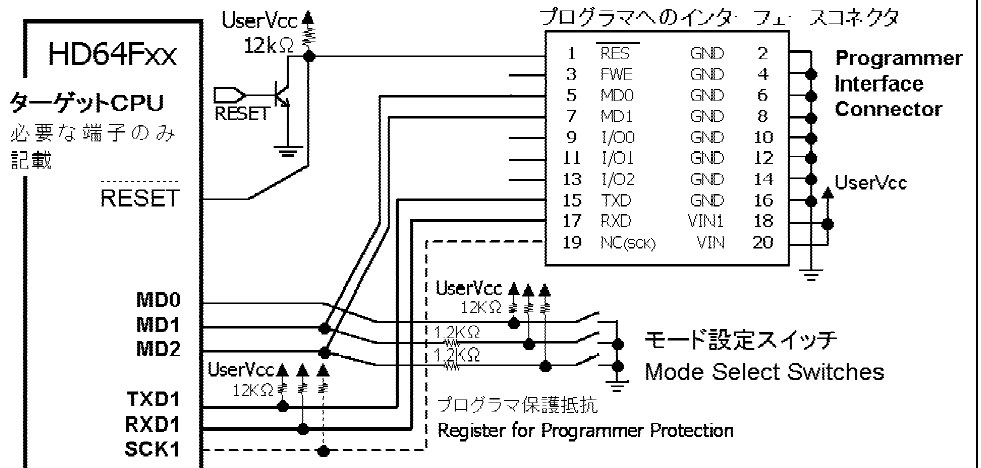 UserVcc
12kΩ
プログラマへのインターフェースコネクタ
HD64Fxx
ターゲットCPU
必要な端子のみ
記載
RESET
RESET
1 RES GND 2
3 FWE GND 4
5 MD0 GND 6
7 MD1 GND 8
9 I/O0 GND 10
11 I/O1 GND 12
13 I/O2 GND 14
15 TXD GND 16
17 RXD VIN1 18
19 NC(SCK) VIN 20
Programmer
Interface
Connector
UserVcc
MD0
MD1
MD2
UserVcc
12KΩ
1.2KΩ
1.2KΩ
モード設定スイッチ
Mode Select Switches
UserVcc
12KΩ
TXD1
RXD1
SCK1
プログラマ保護抵抗
Register for Programmer Protection